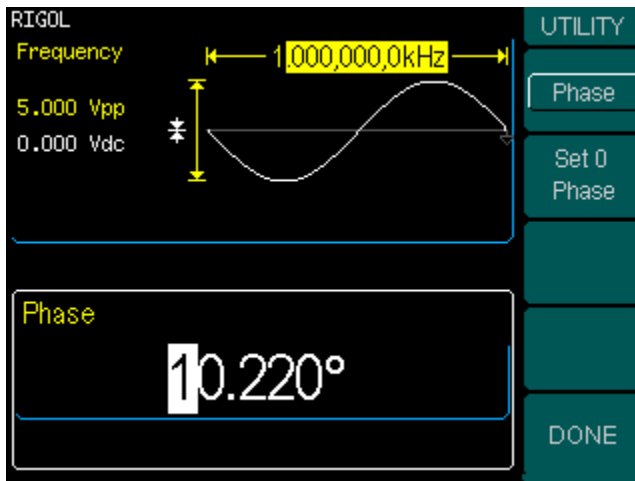 RIGOL
UTILITY
Frequency
1.000,000,0kHz
5.000 Vpp
0.000 Vdc
Phase
Set 0
Phase
Phase
10.220°
DONE